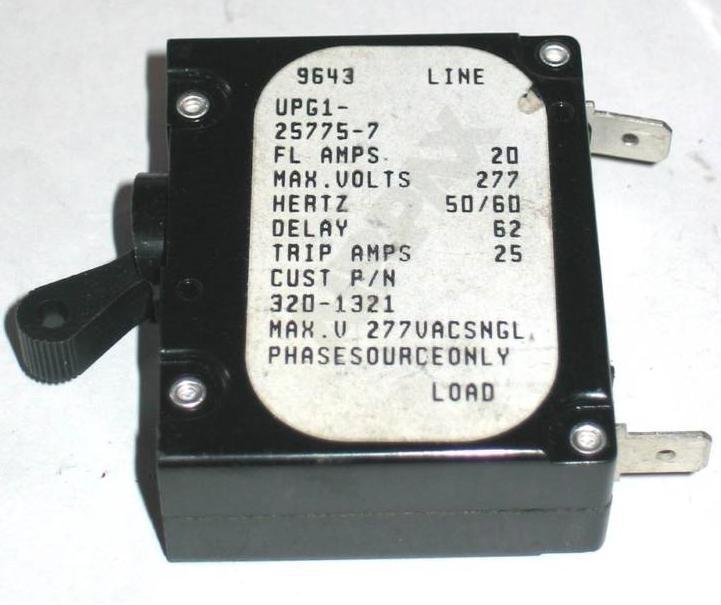 9643 LINE
UPG1-
25775-7
FL AMPS 20
MAX.VOLTS 277
HERTZ 50/60
DELAY 62
TRIP AMPS 25
CUST P/N
320-1321
MAX.V 277VACSNGL
PHASESOURCEONLY
LOAD